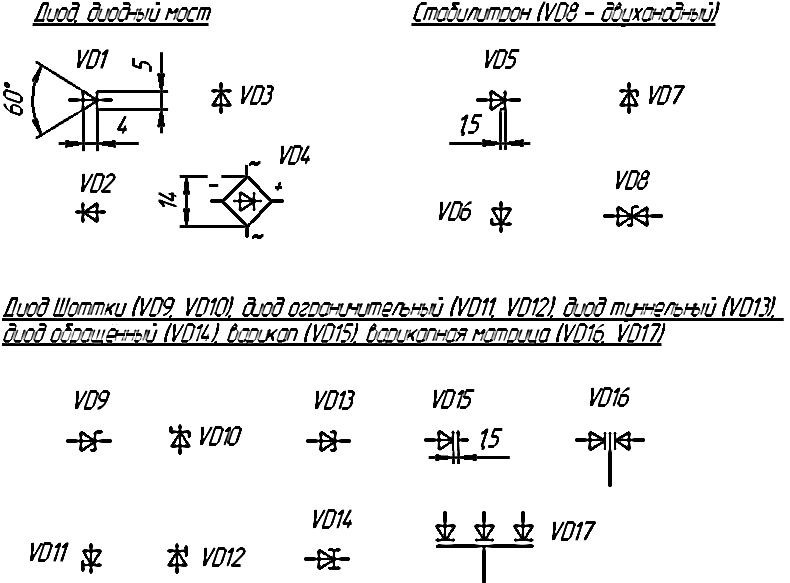 Диод, диодный мост
Стабилитрон (VD8 - двуханодный)
VD1
5
60°
4
VD3
VD2
VD4
~
-
+
14
~
VD5
1,5
VD7
VD6
VD8
Диод Шоттки (VD9, VD10), диод ограничительный (VD11, VD12), диод туннельный (VD13),
диод обращенный (VD14), варикап (VD15), варикапная матрица (VD16, VD17)
VD9
VD10
VD13
VD15
1,5
VD16
VD11
VD12
VD14
VD17